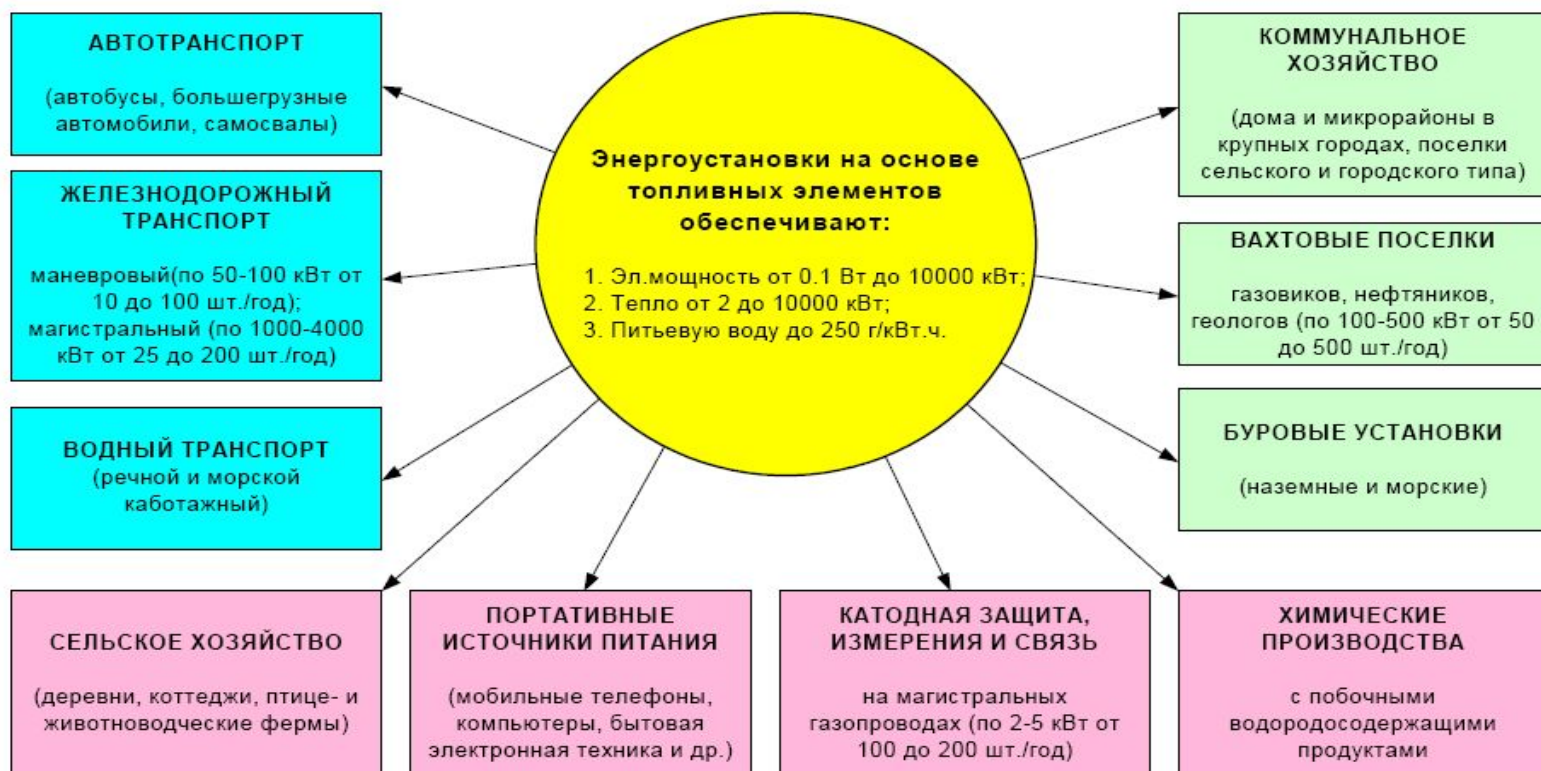 АВТОТРАНСПОРТ
(автобусы, большегрузные
автомобили, самосвалы)
ЖЕЛЕЗНОДОРОЖНЫЙ
ТРАНСПОРТ
маневровый(по 50-100 кВт от
10 до 100 шт./год);
магистральный (по 1000-4000
кВт от 25 до 200 шт./год)
ВОДНЫЙ ТРАНСПОРТ
(речной и морской
каботажный)
Энергоустановки на основе
топливных элементов
обеспечивают:
1. Эл.мощность от 0.1 Вт до 10000 кВт;
2. Тепло от 2 до 10000 кВт;
3. Питьевую воду до 250 г/кВт.ч.
КОММУНАЛЬНОЕ
ХОЗЯЙСТВО
(дома и микрорайоны в
крупных городах, поселки
сельского и городского типа)
ВАХТОВЫЕ ПОСЕЛКИ
газовиков, нефтяников,
геологов (по 100-500 кВт от 50
до 500 шт./год)
БУРОВЫЕ УСТАНОВКИ
(наземные и морские)
СЕЛЬСКОЕ ХОЗЯЙСТВО
(деревни, коттеджи, птице- и
животноводческие фермы)
ПОРТАТИВНЫЕ
ИСТОЧНИКИ ПИТАНИЯ
(мобильные телефоны,
компьютеры, бытовая
электронная техника и др.)
КАТОДНАЯ ЗАЩИТА,
ИЗМЕРЕНИЯ И СВЯЗЬ
на магистральных
газопроводах (по 2-5 кВт от
100 до 200 шт./год)
ХИМИЧЕСКИЕ
ПРОИЗВОДСТВА
с побочными
водородосодержащими
продуктами